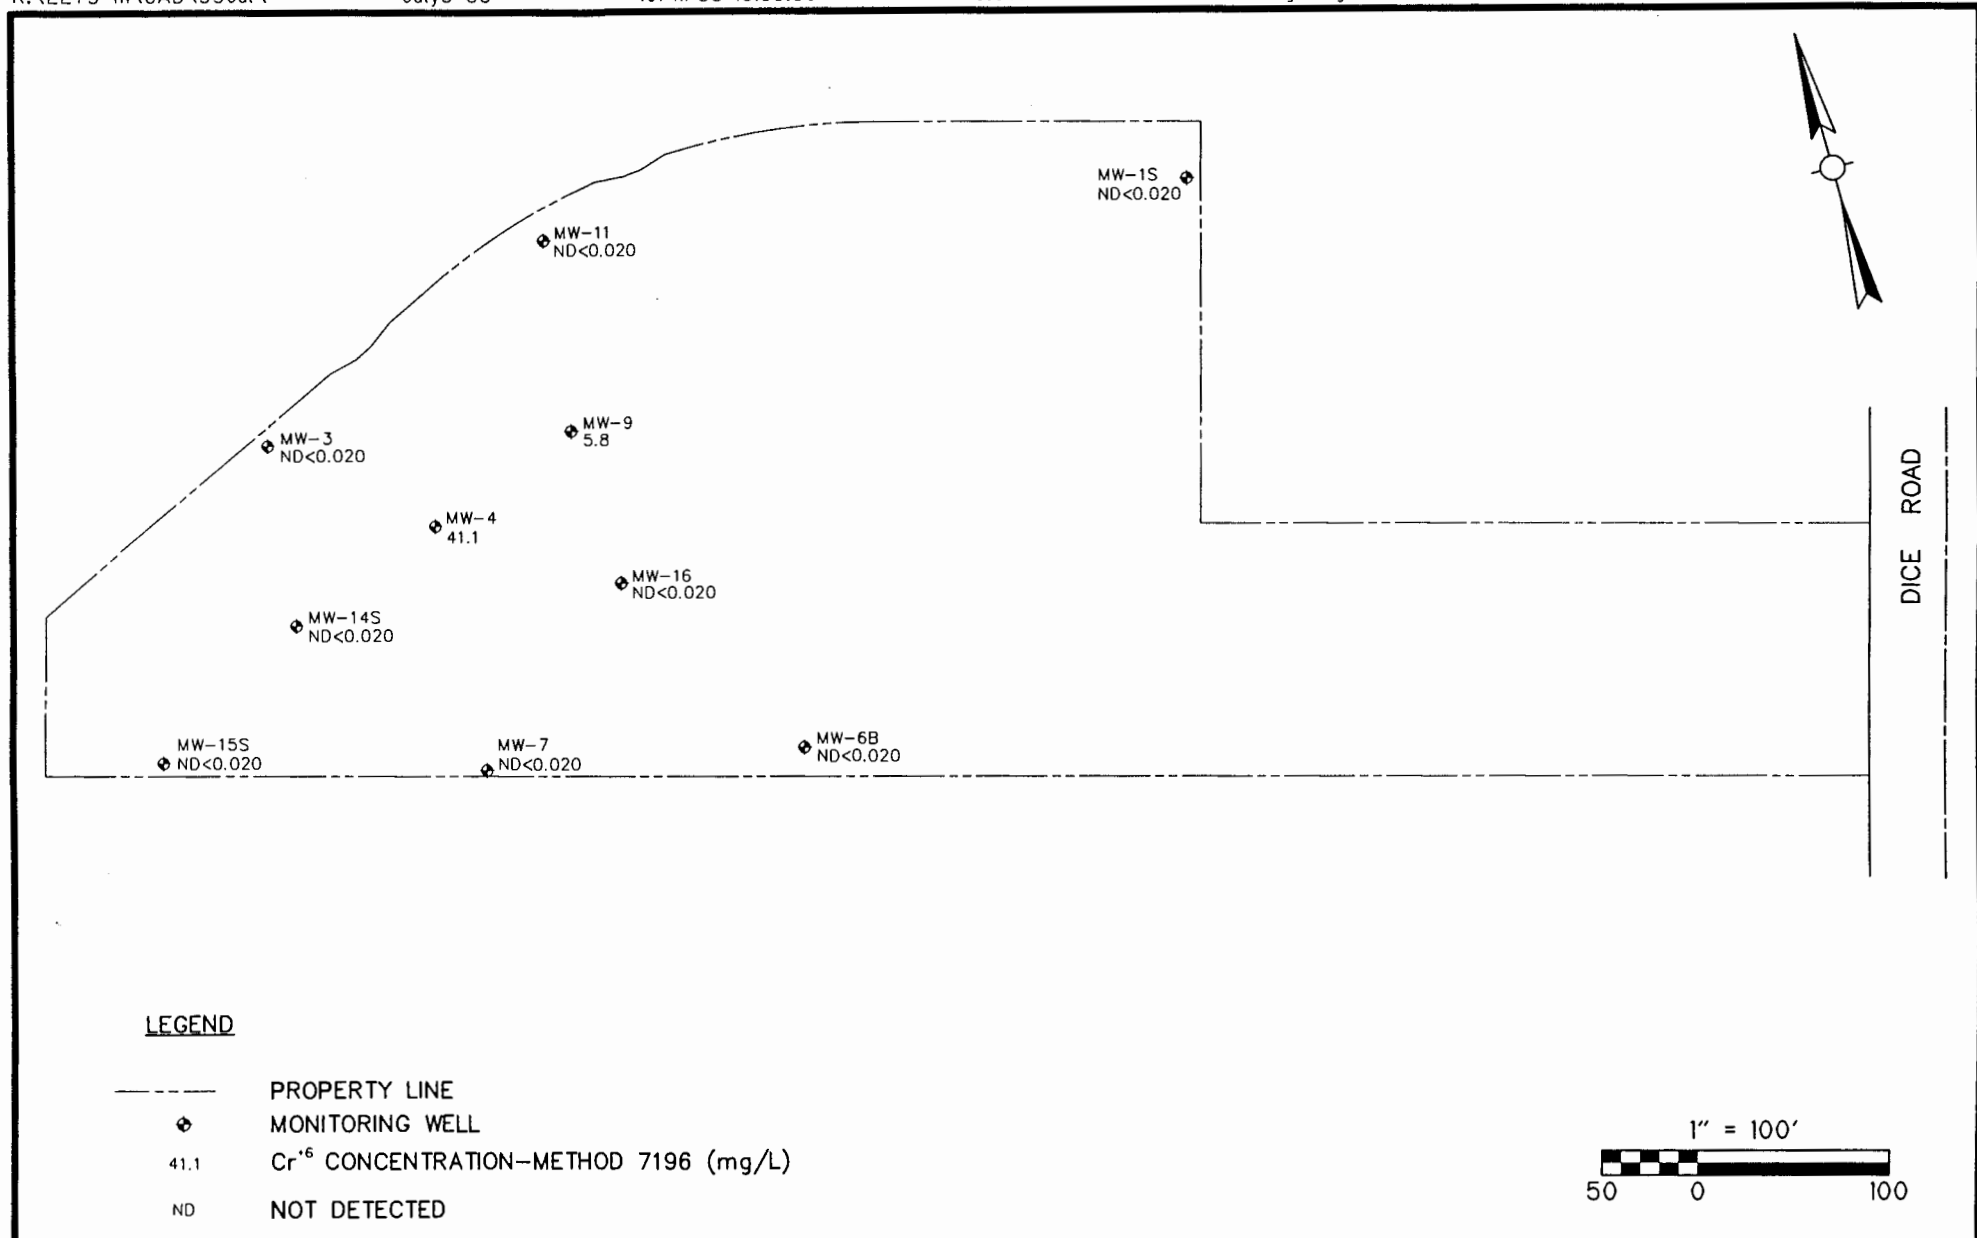 MW-1S
ND<0.020
MW-11
ND<0.020
MW-9
5.8
MW-3
ND<0.020
MW-4
41.1
MW-16
ND<0.020
MW-14S
ND<0.020
MW-15S
ND<0.020
MW-7
ND<0.020
MW-6B
ND<0.020
DICE ROAD
LEGEND
PROPERTY LINE
MONITORING WELL
41.1 Cr+6 CONCENTRATION-METHOD 7196 (mg/L)
ND NOT DETECTED
1" = 100'
50 0 100